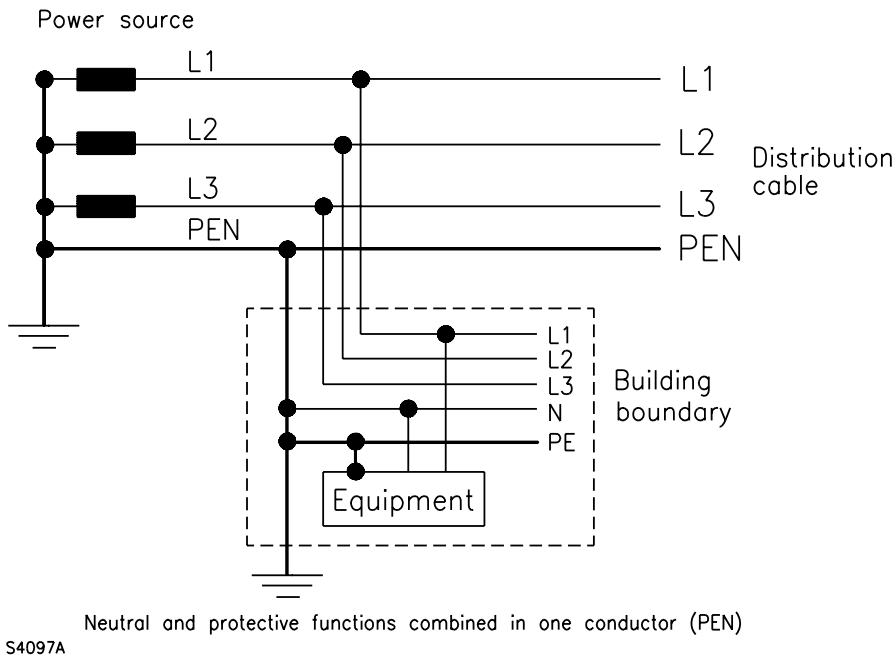 Power source
L1
L1
L2
L2
Distribution
cable
L3
L3
PEN
PEN
L1
L2
L3
N
PE
Building
boundary
Equipment
Neutral and protective functions combined in one conductor (PEN)
S4097A